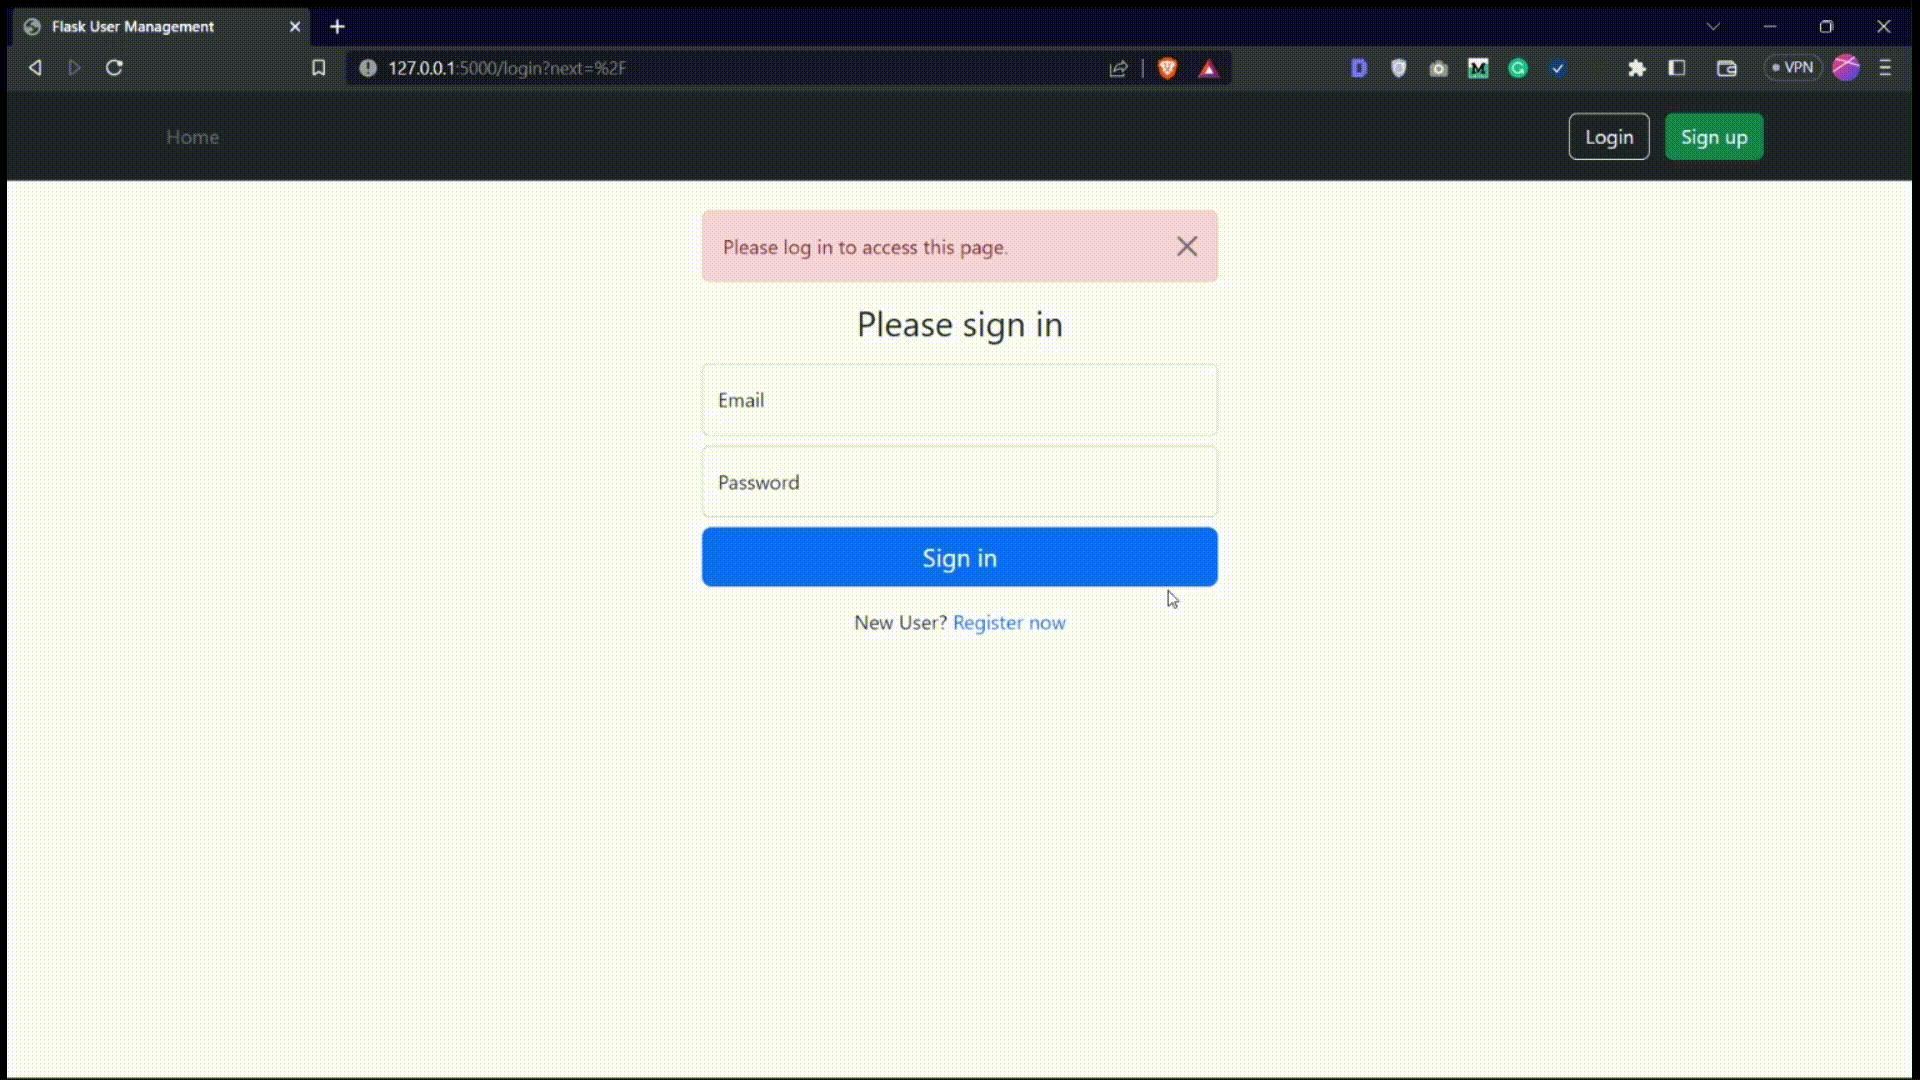 Flask User Management
127.0.0.1:5000/login?next=%2F
VPN
Home
Login
Sign up
Please log in to access this page.
Please sign in
Email
Password
Sign in
New User? Register now